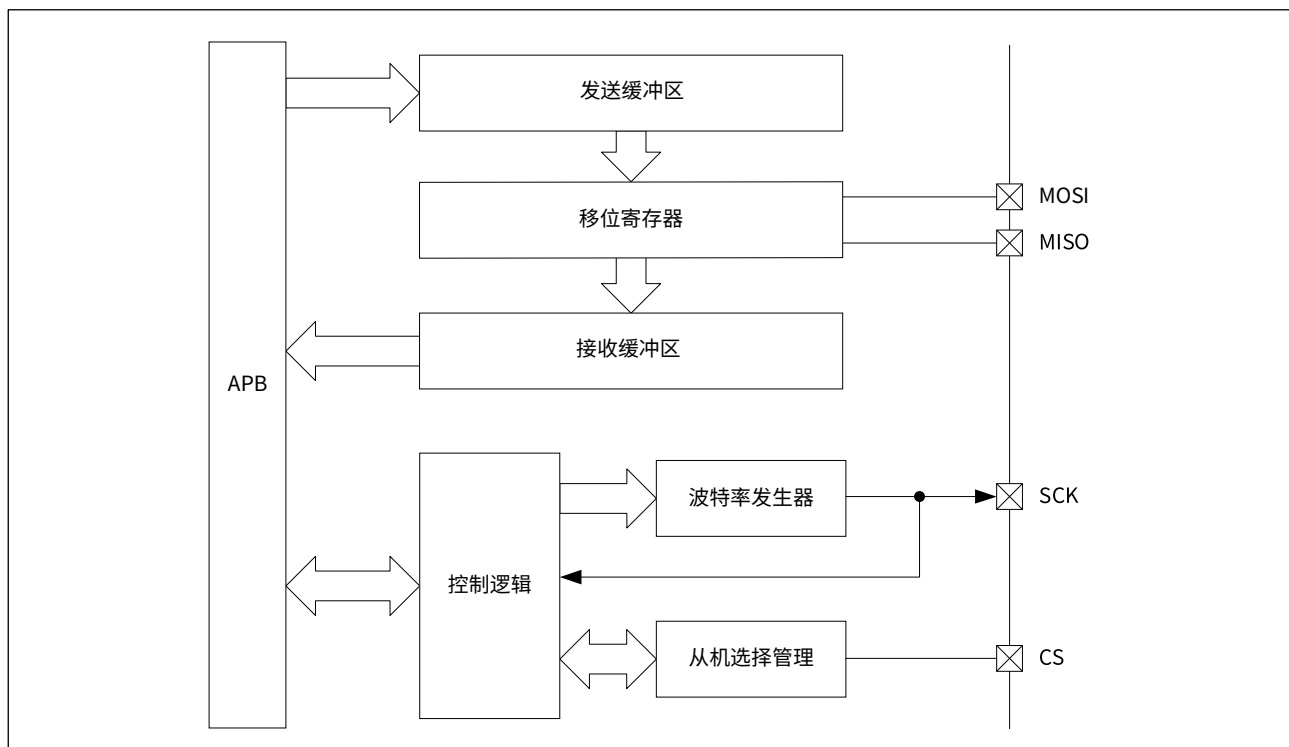 发送缓冲区
移位寄存器
MOSI
MISO
接收缓冲区
APB
波特率发生器
SCK
控制逻辑
从机选择管理
CS